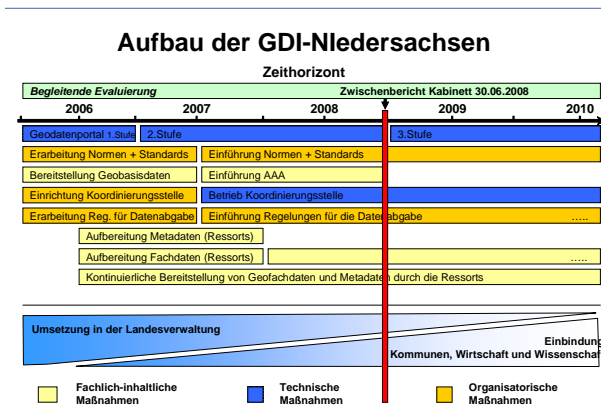 Aufbau der GDI-NIedersachsen
Zeithorizont
Begleitende Evaluierung Zwischenbericht Kabinett 30.06.2008
2006 2007 2008 2009 2010
Geodatenportal 1.Stufe 2.Stufe 3.Stufe
Erarbeitung Normen + Standards Einführung Normen + Standards
Bereitstellung Geobasisdaten Einführung AAA
Einrichtung Koordinierungsstelle Betrieb Koordinierungsstelle
Erarbeitung Reg. für Datenabgabe Einführung Regelungen für die Datenabgabe …..
Aufbereitung Metadaten (Ressorts)
Aufbereitung Fachdaten (Ressorts) …..
Kontinuierliche Bereitstellung von Geofachdaten und Metadaten durch die Ressorts
Umsetzung in der Landesverwaltung
Einbindung
Kommunen, Wirtschaft und Wissenschaf
Fachlich-inhaltliche Technische Organisatorische
Maßnahmen Maßnahmen Maßnahmen